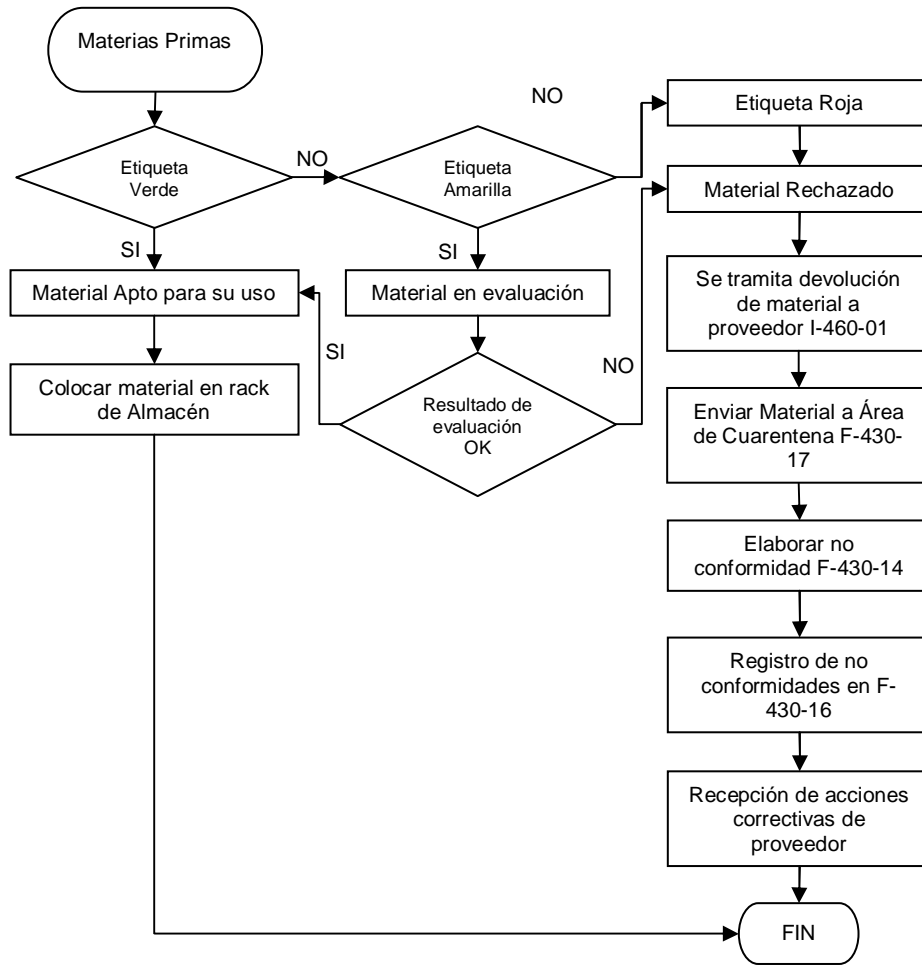 Materias Primas
NO
Etiqueta Roja
Etiqueta
Verde
NO
Etiqueta
Amarilla
Material Rechazado
SI
SI
Material Apto para su uso
Material en evaluación
Se tramita devolución
de material a
proveedor I-460-01
SI
NO
Colocar material en rack
de Almacén
Resultado de
evaluación
OK
Enviar Material a Área
de Cuarentena F-430-
17
Elaborar no
conformidad F-430-14
Registro de no
conformidades en F-
430-16
Recepción de acciones
correctivas de
proveedor
FIN